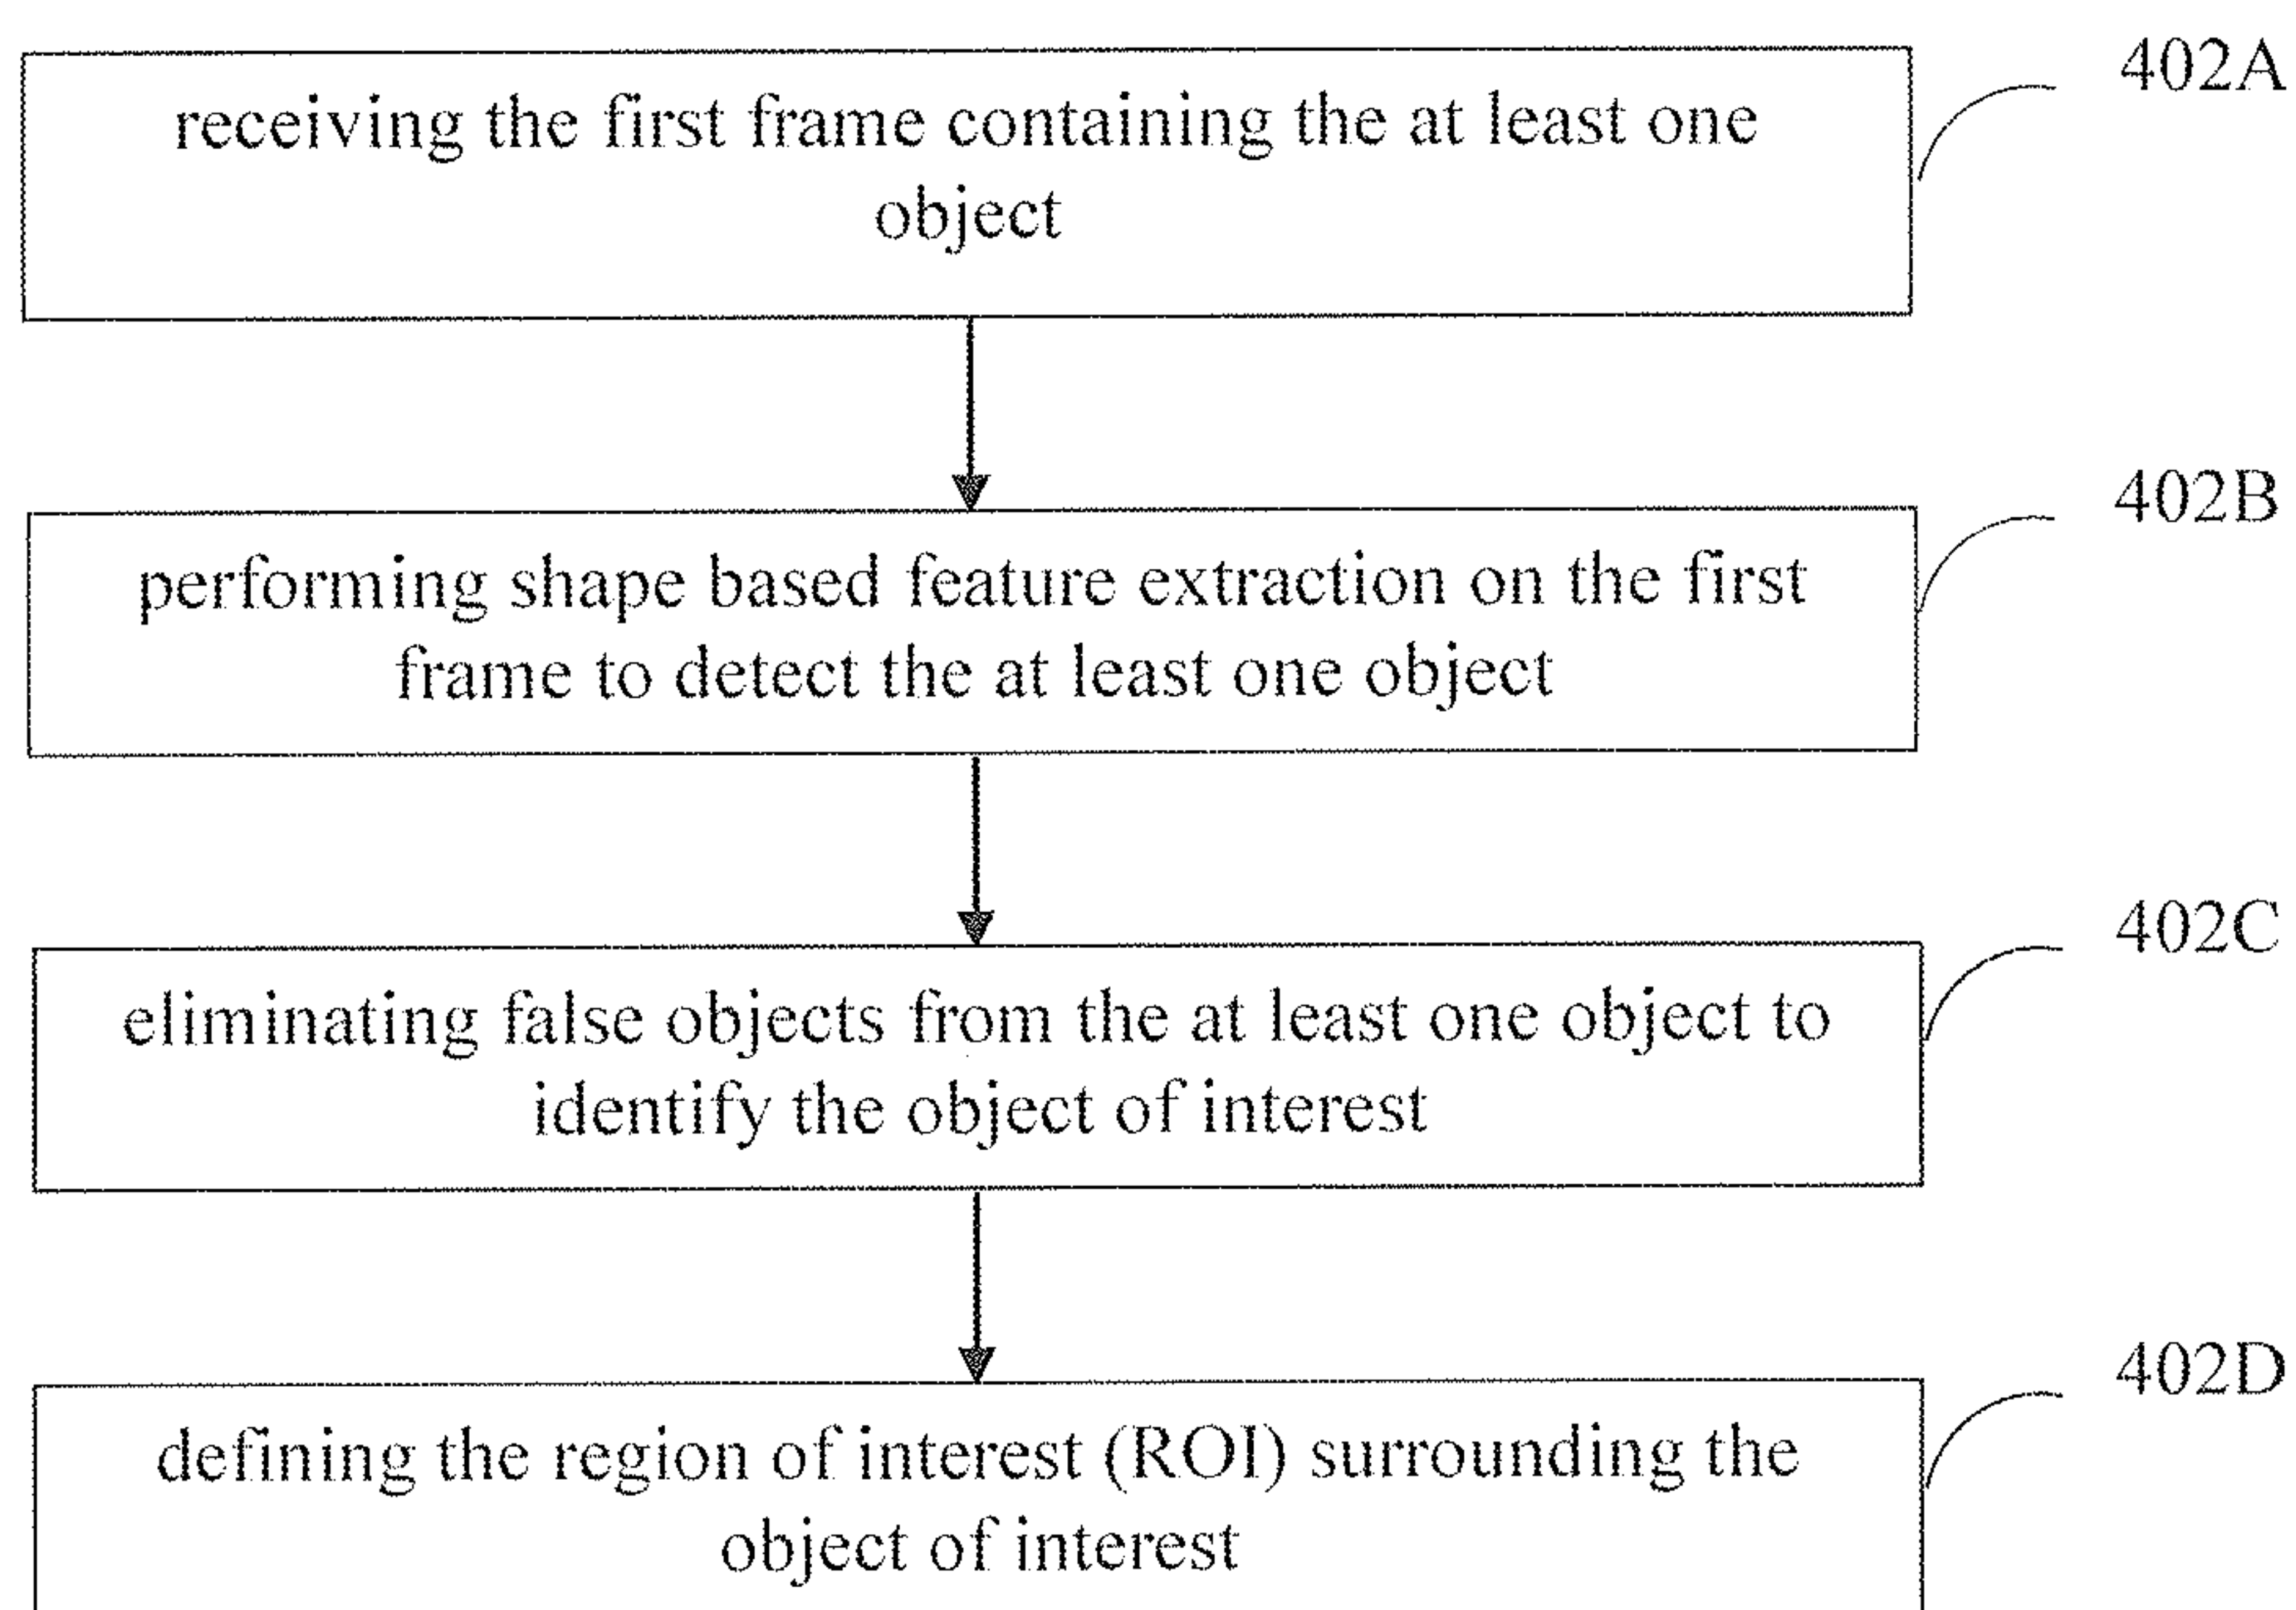 402A
receiving the first frame containing the at least one
object
402B
performing shape based feature extraction on the first
frame to detect the at least one object
402C
eliminating false objects from the at least one object to
identify the object of interest
402D
defining the region of interest (ROI) surrounding the
object of interest